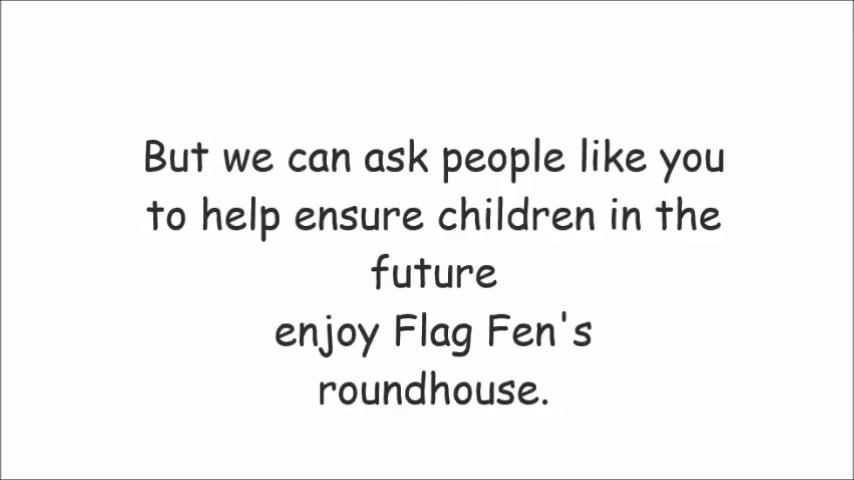 But we can ask people like you
to help ensure children in the
future
enjoy Flag Fen's
roundhouse.